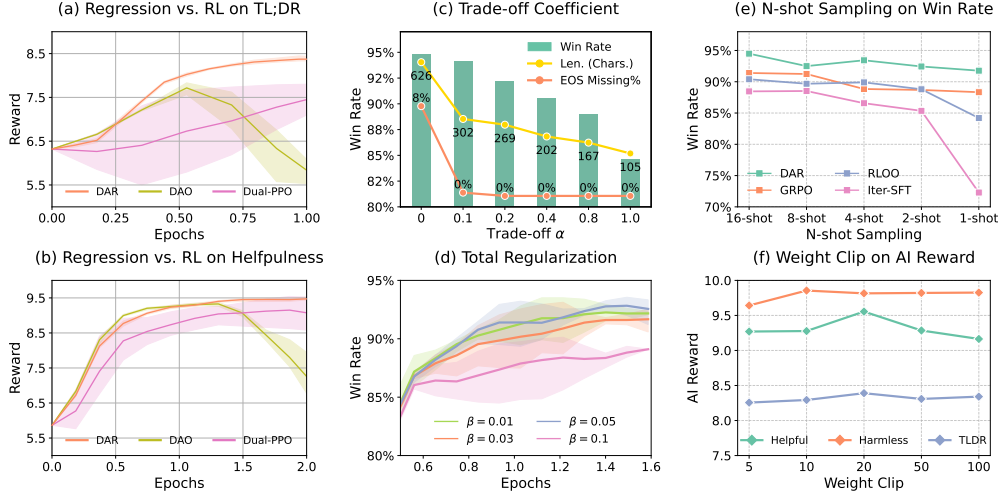 (a) Regression vs. RL on TL;DR
Reward
8.5
7.5
6.5
5.5
DAR
DAO
Dual-PPO
0.00
0.25
0.50
0.75
1.00
Epochs
(c) Trade-off Coefficient
Win Rate
95%
92%
90%
88%
85%
82%
80%
Win Rate
Len. (Chars.)
EOS Missing%
626
8%
302
269
202
167
105
0%
0%
0%
0%
0%
0
0.1
0.2
0.4
0.8
1.0
Trade-off α
(e) N-shot Sampling on Win Rate
Win Rate
95%
90%
85%
80%
75%
70%
DAR
RLOO
GRPO
Iter-SFT
16-shot
8-shot
4-shot
2-shot
1-shot
N-shot Sampling
(b) Regression vs. RL on Helfpulness
Reward
9.5
8.5
7.5
6.5
5.5
DAR
DAO
Dual-PPO
0.0
0.5
1.0
1.5
2.0
Epochs
(d) Total Regularization
Win Rate
95%
90%
85%
80%
β = 0.01
β = 0.05
β = 0.03
β = 0.1
0.6
0.8
1.0
1.2
1.4
1.6
Epochs
(f) Weight Clip on AI Reward
AI Reward
10.0
9.5
9.0
8.5
8.0
7.5
Helpful
Harmless
TLDR
5
10
20
50
100
Weight Clip